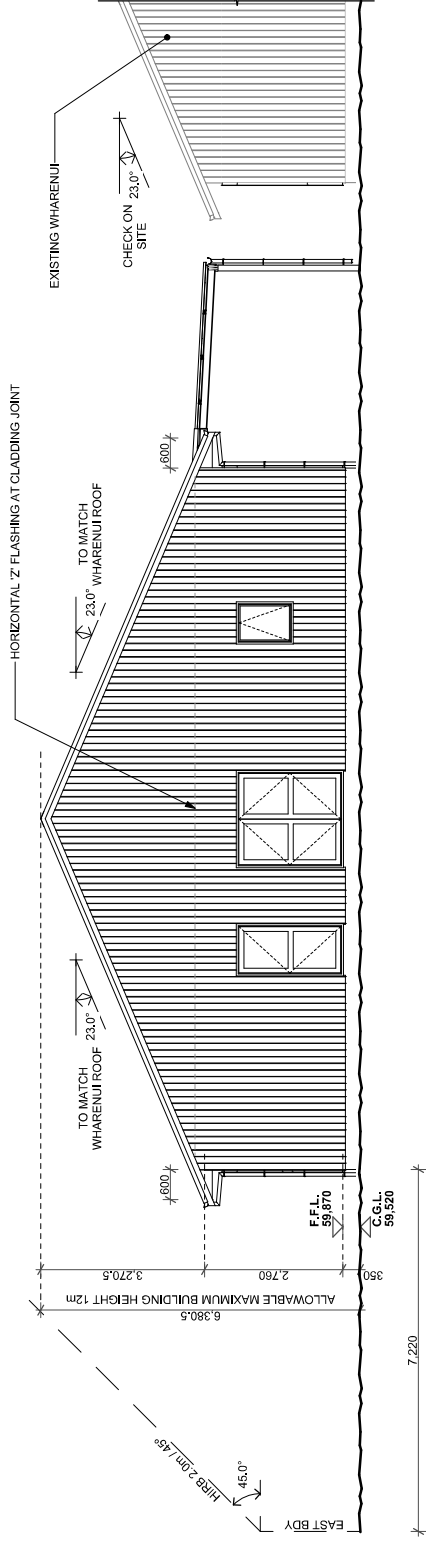 HORIZONTAL 'Z' FLASHING AT CLADDING JOINT
EXISTING WHARENUI
TO MATCH
WHARENUI ROOF
23.0°
23.0°
TO MATCH
WHARENUI ROOF
CHECK ON
SITE
23.0°
600
600
HIRB 2.0m / 45°
45.0°
EAST BDY
ALLOWABLE MAXIMUM BUILDING HEIGHT 12m
6,380.5
3,270.5
2,760
350
F.F.L.
59,870
C.G.L.
59,520
7,220